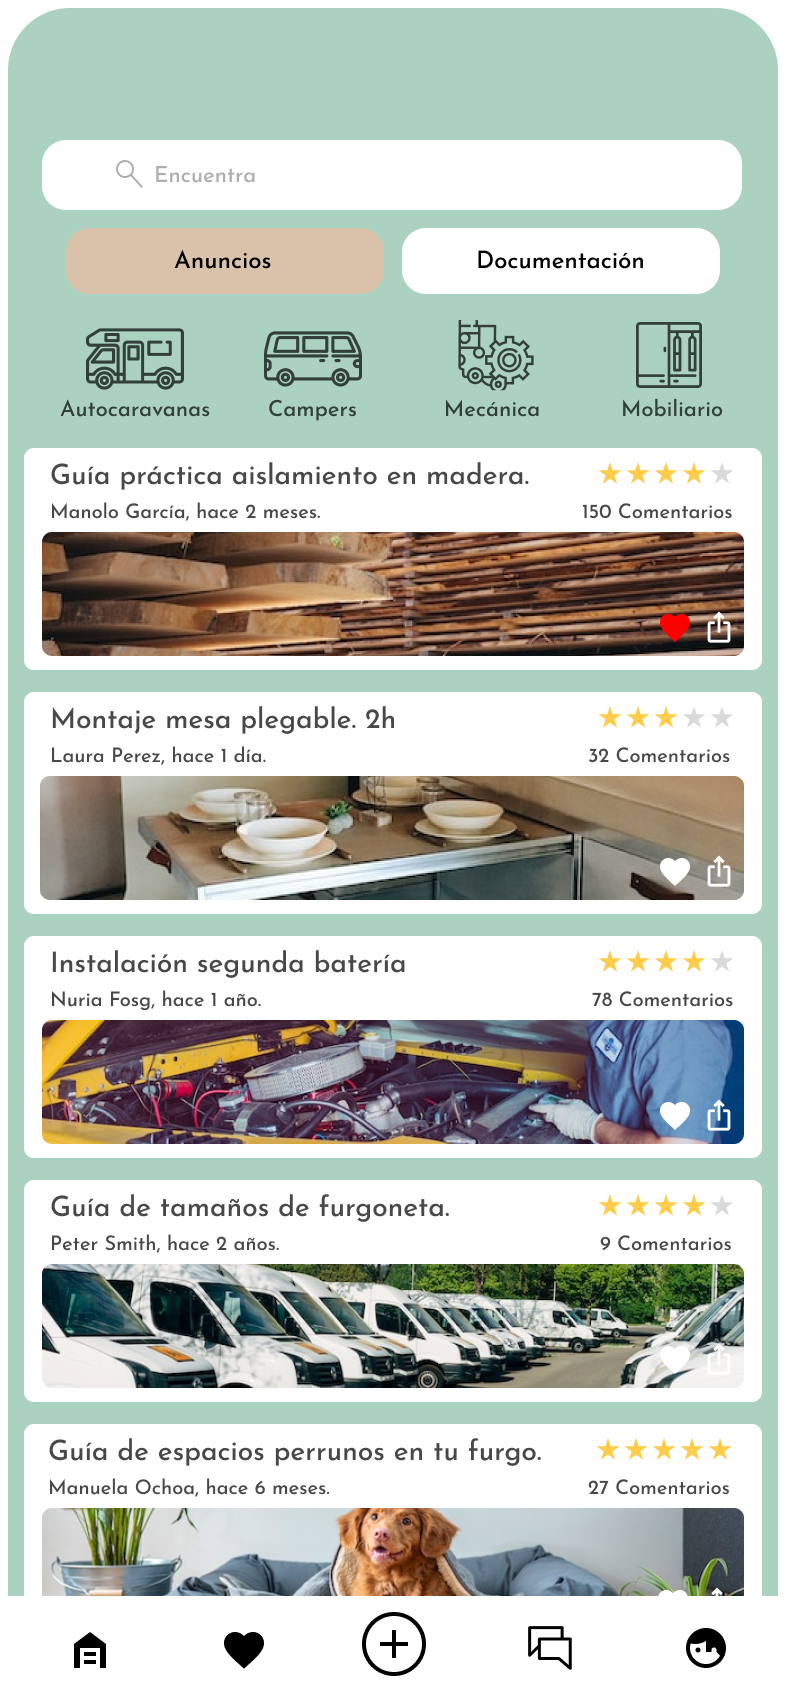 Encuentra
Anuncios
Documentación
Autocaravanas
Campers
Mecánica
Mobiliario
Guía práctica aislamiento en madera.
Manolo García, hace 2 meses.
150 Comentarios
Montaje mesa plegable. 2h
Laura Perez, hace 1 día.
32 Comentarios
Instalación segunda batería
Nuria Fosg, hace 1 año.
78 Comentarios
Guía de tamaños de furgoneta.
Peter Smith, hace 2 años.
9 Comentarios
Guía de espacios perrunos en tu furgo.
Manuela Ochoa, hace 6 meses.
27 Comentarios